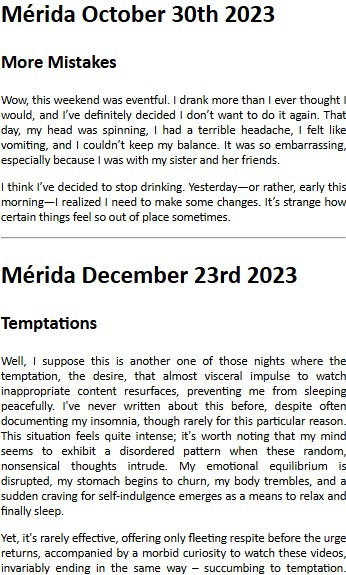 Mérida October 30th 2023
More Mistakes
Wow, this weekend was eventful. I drank more than I ever thought I
would, and I’ve definitely decided I don’t want to do it again. That
day, my head was spinning, I had a terrible headache, I felt like
vomiting, and I couldn’t keep my balance. It was so embarrassing,
especially because I was with my sister and her friends.
I think I’ve decided to stop drinking. Yesterday—or rather, early this
morning—I realized I need to make some changes. It’s strange how
certain things feel so out of place sometimes.
Mérida December 23rd 2023
Temptations
Well, I suppose this is another one of those nights where the
temptation, the desire, that almost visceral impulse to watch
inappropriate content resurfaces, preventing me from sleeping
peacefully. I've never written about this before, despite often
documenting my insomnia, though rarely for this particular reason.
This situation feels quite intense; it's worth noting that my mind
seems to exhibit a disordered pattern when these random,
nonsensical thoughts intrude. My emotional equilibrium is
disrupted, my stomach begins to churn, my body trembles, and a
sudden craving for self-indulgence emerges as a means to relax and
finally sleep.
Yet, it's rarely effective, offering only fleeting respite before the urge
returns, accompanied by a morbid curiosity to watch these videos,
invariably ending in the same way – succumbing to temptation.